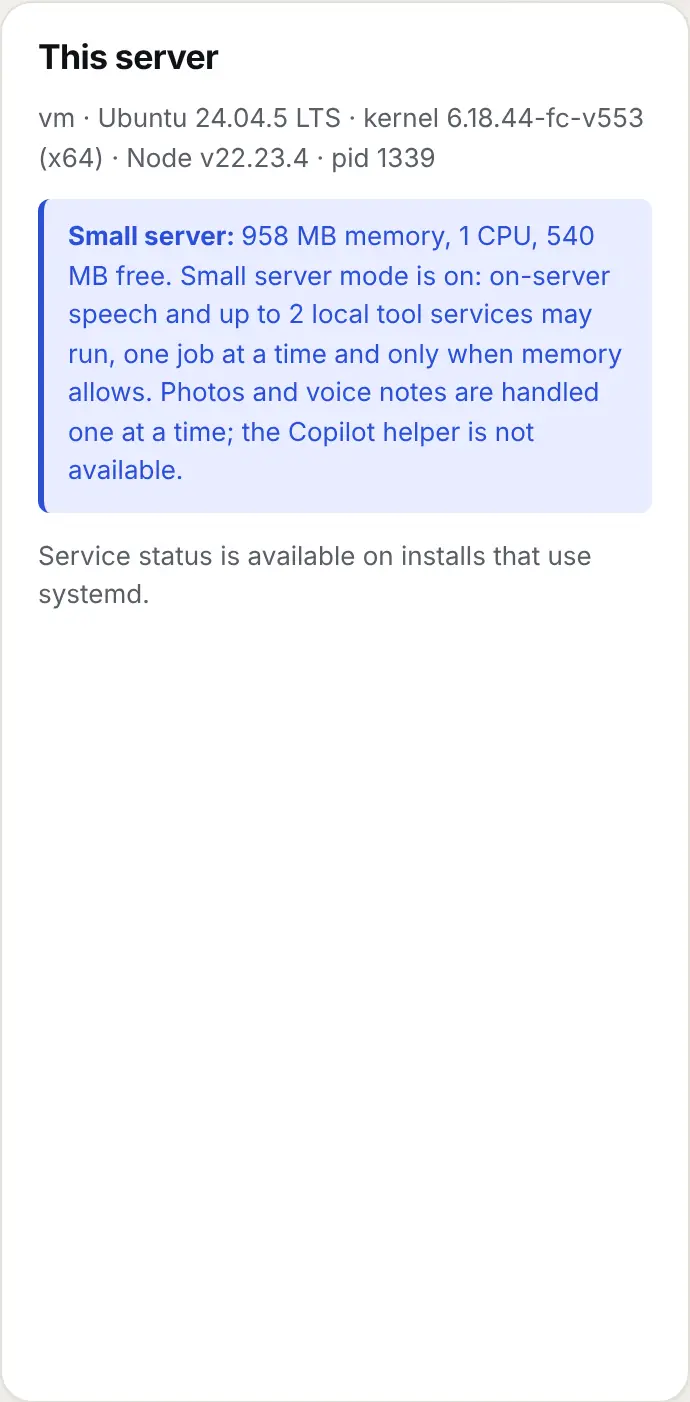 This server
vm · Ubuntu 24.04.5 LTS · kernel 6.18.44-fc-v553
(x64) · Node v22.23.4 · pid 1339
Small server: 958 MB memory, 1 CPU, 540
MB free. Small server mode is on: on-server
speech and up to 2 local tool services may
run, one job at a time and only when memory
allows. Photos and voice notes are handled
one at a time; the Copilot helper is not
available.
Service status is available on installs that use
systemd.